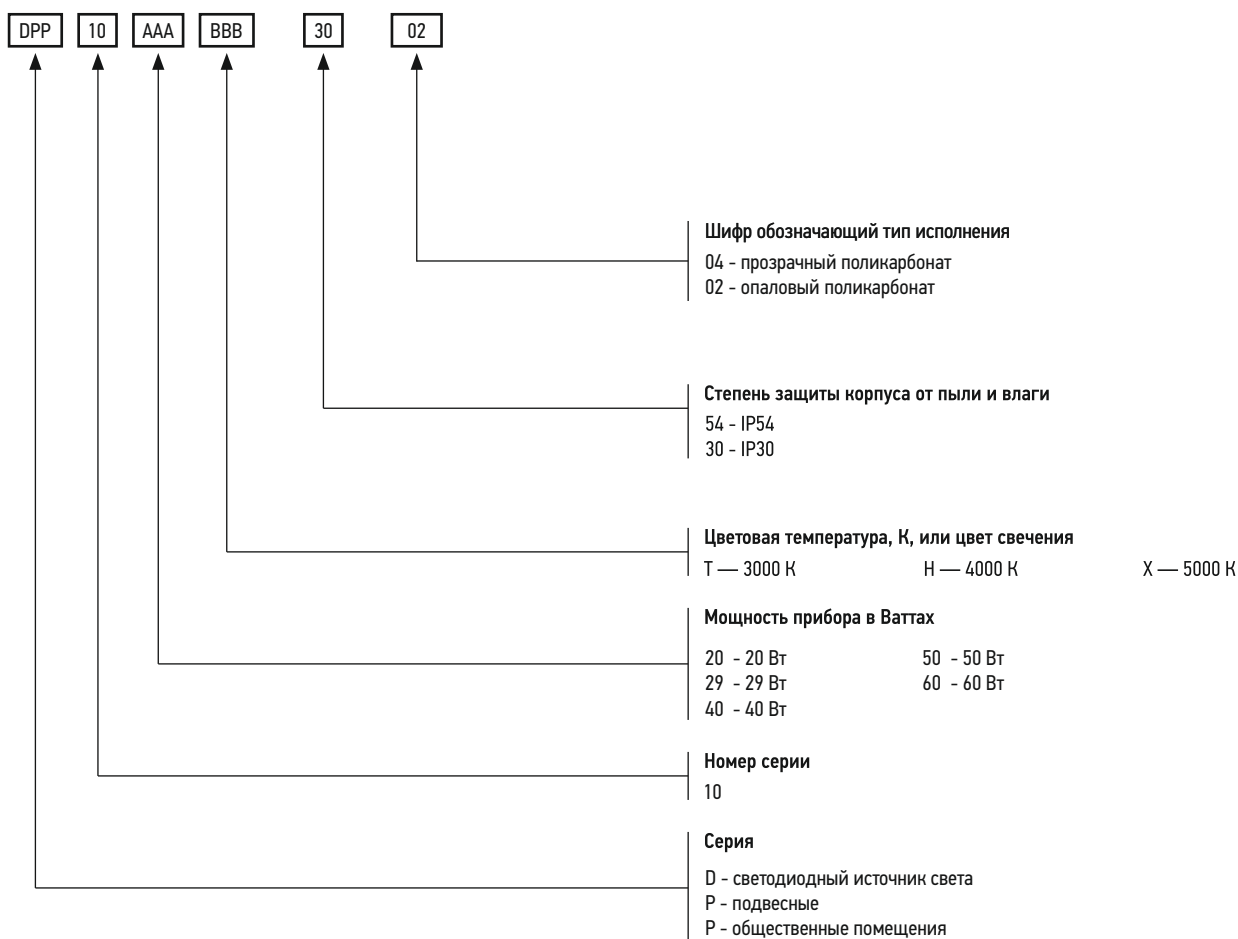 DPP 10 AAA BBB 30 02
Шифр обозначающий тип исполнения
04 - прозрачный поликарбонат
02 - опаловый поликарбонат
Степень защиты корпуса от пыли и влаги
54 - IP54
30 - IP30
Цветовая температура, К, или цвет свечения
Т — 3000 К Н — 4000 К Х — 5000 К
Мощность прибора в Ваттах
20 - 20 Вт 50 - 50 Вт
29 - 29 Вт 60 - 60 Вт
40 - 40 Вт
Номер серии
10
Серия
D - светодиодный источник света
P - подвесные
P - общественные помещения